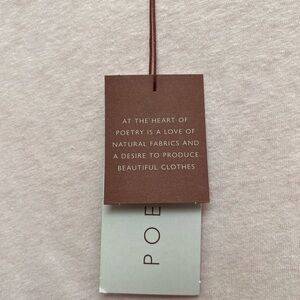 AT THE HEART OF
POETRY IS A LOVE OF
NATURAL FABRICS AND
A DESIRE TO PRODUCE
BEAUTIFUL CLOTHES
POE